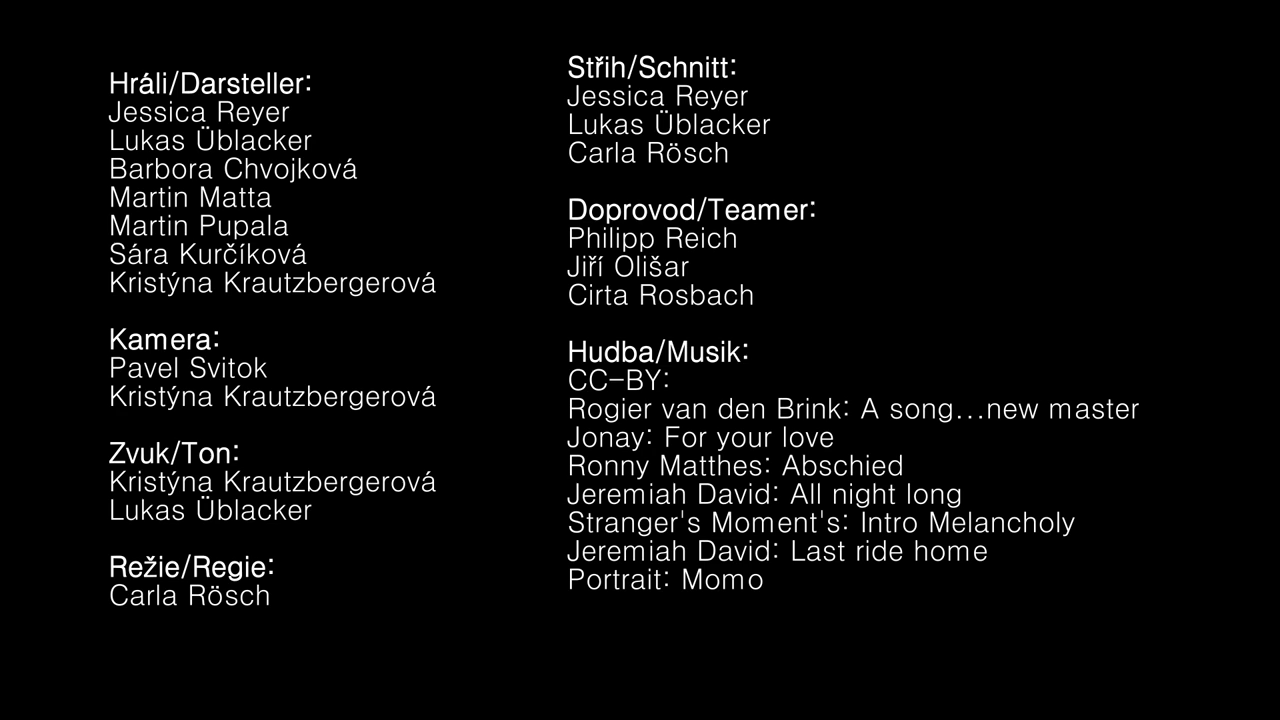 Hráli/Darsteller:
Jessica Reyer
Lukas Üblacker
Barbora Chvojková
Martin Matta
Martin Pupala
Sára Kurčíková
Kristýna Krautzbergerová
Kamera:
Pavel Svitok
Kristýna Krautzbergerová
Zvuk/Ton:
Kristýna Krautzbergerová
Lukas Üblacker
Režie/Regie:
Carla Rösch
Střih/Schnitt:
Jessica Reyer
Lukas Üblacker
Carla Rösch
Doprovod/Teamer:
Philipp Reich
Jiří Olišar
Cirta Rosbach
Hudba/Musik:
CC-BY:
Rogier van den Brink: A song...new master
Jonay: For your love
Ronny Matthes: Abschied
Jeremiah David: All night long
Stranger's Moment's: Intro Melancholy
Jeremiah David: Last ride home
Portrait: Momo